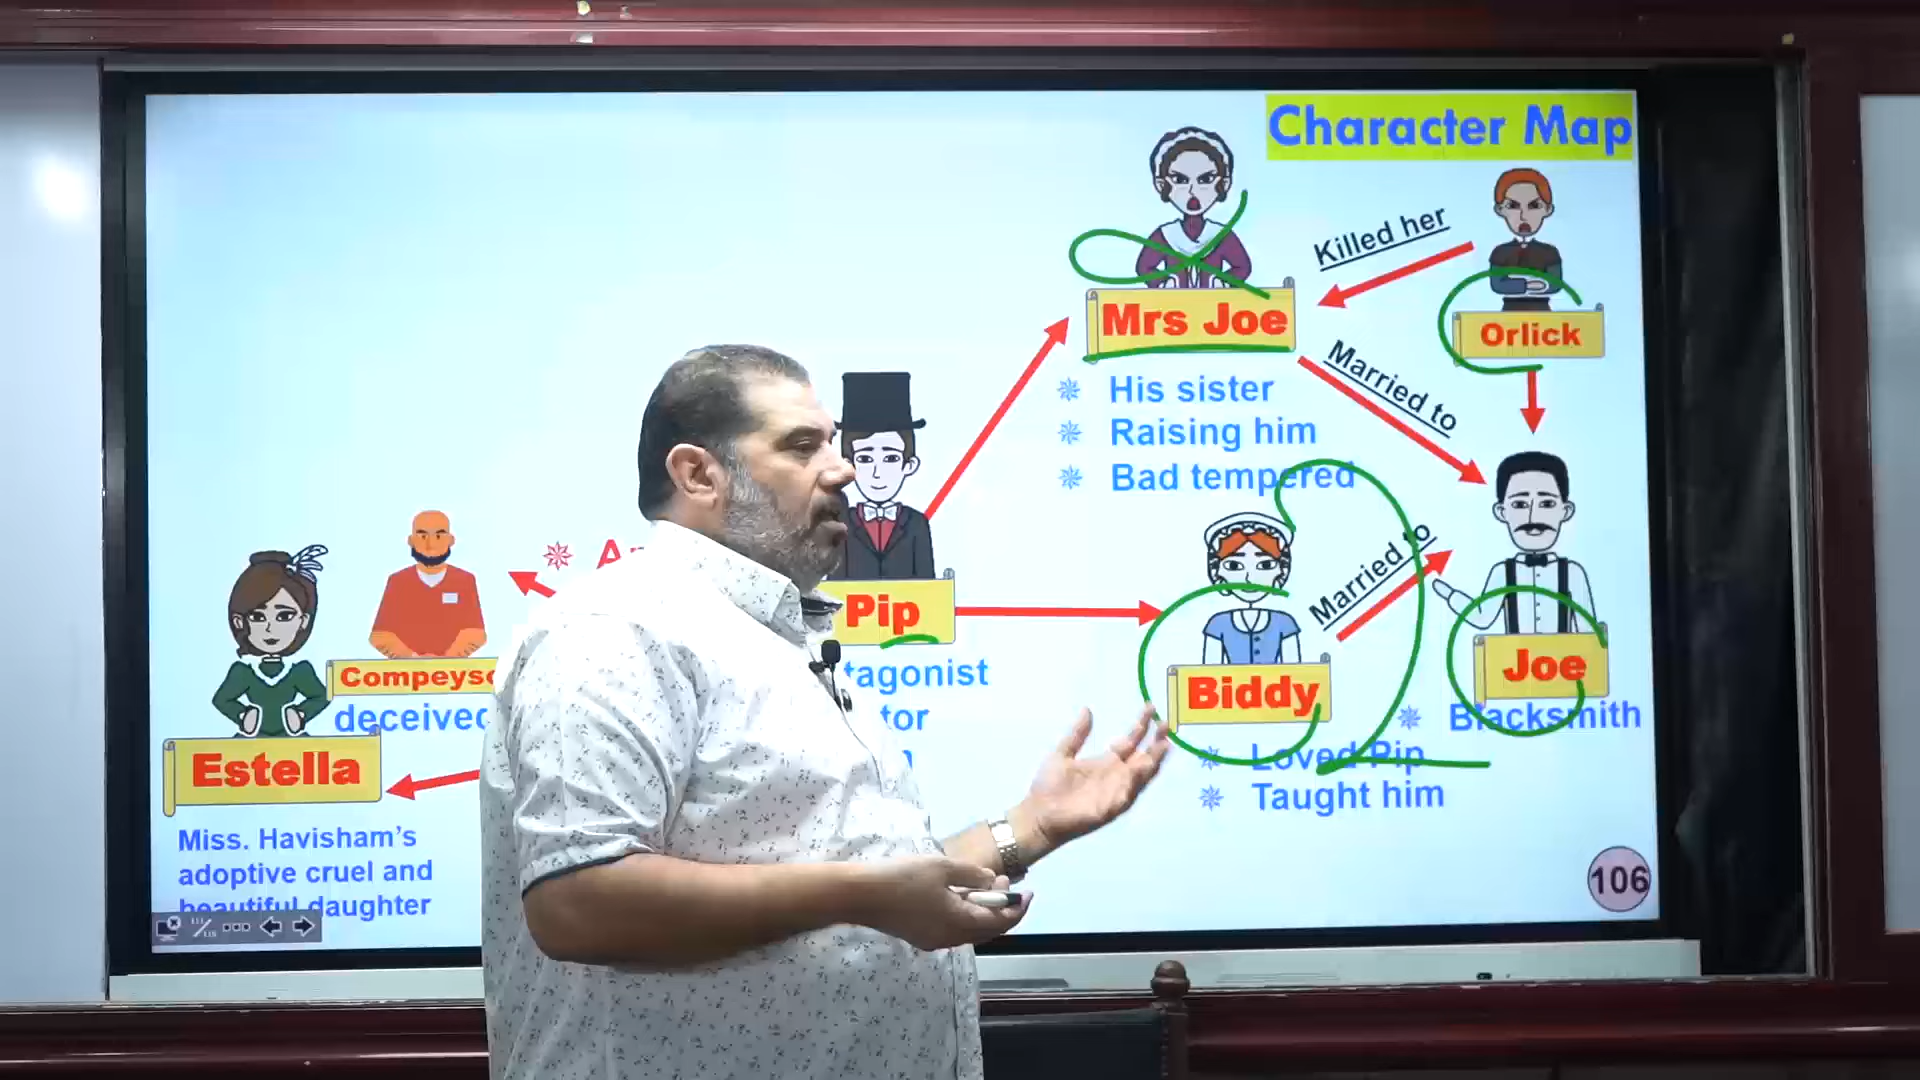 Character Map
Killed her
Mrs Joe
Orlick
Married to
His sister
Raising him
Bad tempered
Married to
Pip
Compeyso
deceived
Estella
Miss. Havisham's
adoptive cruel and
beautiful daughter
Biddy
Loved Pip
Taught him
Joe
Blacksmith
106